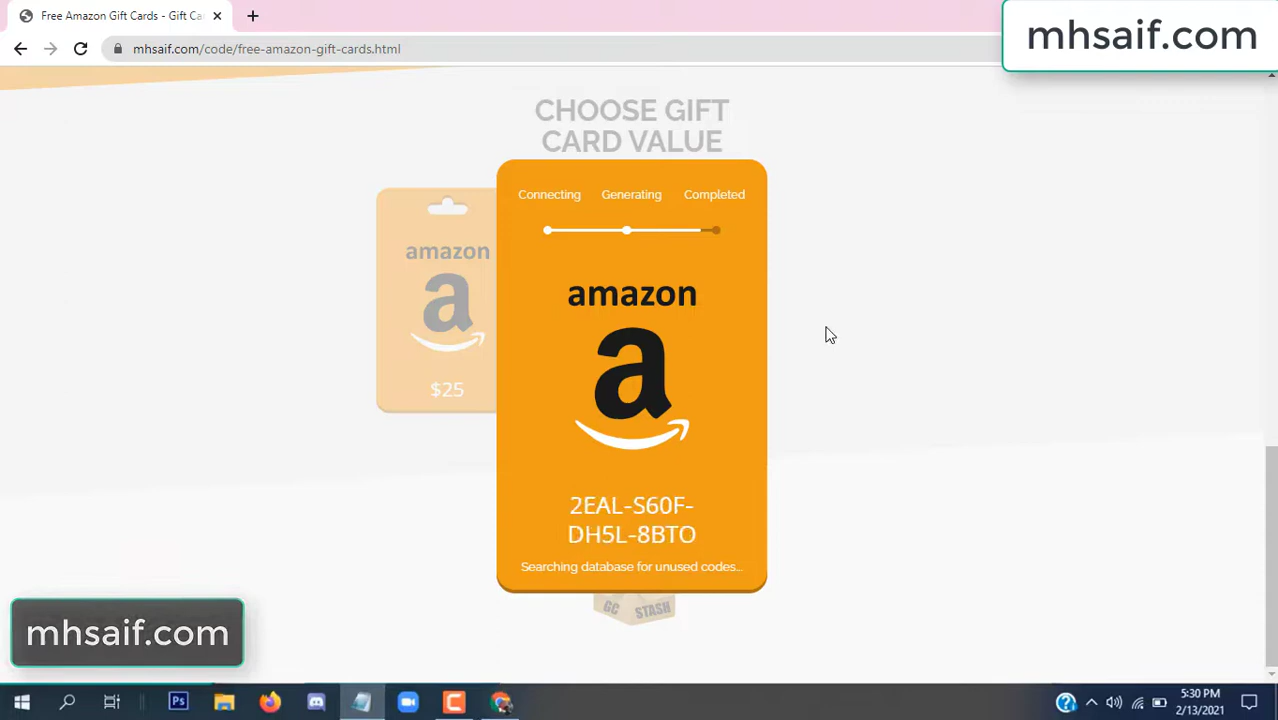 Free Amazon Gift Cards - Gift Ca
mhsaif.com/code/free-amazon-gift-cards.html
mhsaif.com
CHOOSE GIFT
CARD VALUE
Connecting Generating Completed
amazon
amazon
a
a
$25
2EAL-S60F-
DH5L-8BTO
Searching database for unused codes...
GC STASH
mhsaif.com
Ps
5:30 PM
2/13/2021